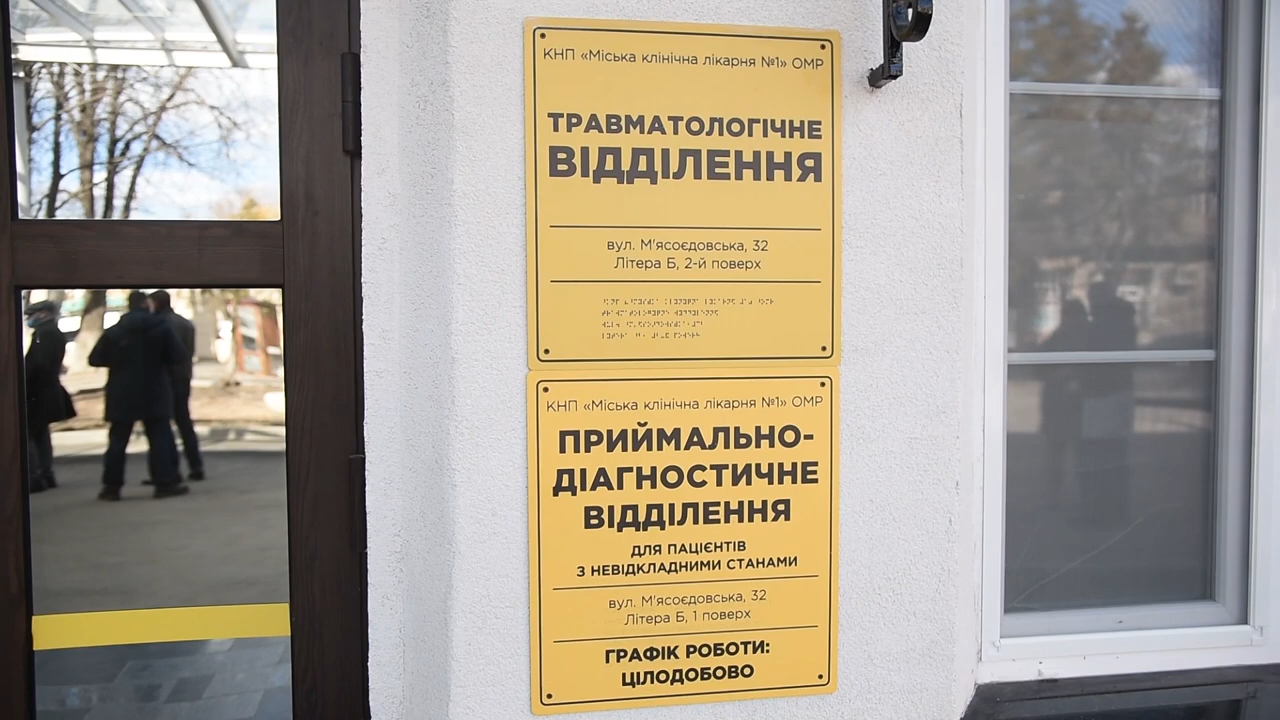 КНП «Міська клінічна лікарня №1» ОМР
ТРАВМАТОЛОГІЧНЕ
ВІДДІЛЕННЯ
вул. М'ясоєдовська, 32
Літера Б, 2-й поверх
КНП «Міська клінічна лікарня №1» ОМР
ПРИЙМАЛЬНО-
ДІАГНОСТИЧНЕ
ВІДДІЛЕННЯ
ДЛЯ ПАЦІЄНТІВ
З НЕВІДКЛАДНИМИ СТАНАМИ
вул. М'ясоєдовська, 32
Літера Б, 1 поверх
ГРАФІК РОБОТИ:
ЦІЛОДОБОВО